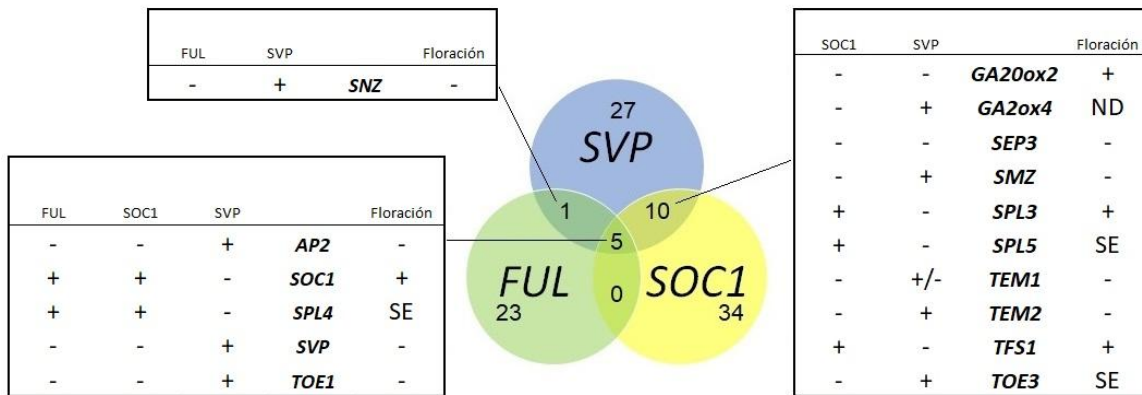 FUL SVP Floración
- + SNZ -
FUL SOC1 SVP Floración
- - + AP2 -
+ + - SOC1 +
+ + - SPL4 SE
- - + SVP -
- - + TOE1 -
27
SVP
1
10
5
FUL
SOC1
0
23
34
SOC1 SVP Floración
- - GA20ox2 +
- + GA2ox4 ND
- - SEP3 -
- + SMZ -
+ - SPL3 +
+ - SPL5 SE
- +/- TEM1 -
- + TEM2 -
+ - TFS1 +
- + TOE3 SE